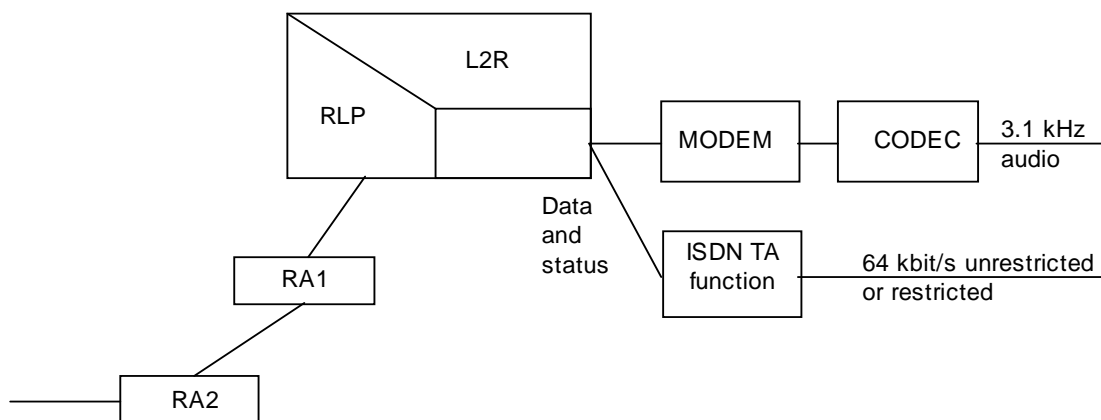 L2R
RLP
MODEM
CODEC
3.1 kHz
audio
Data
and
status
ISDN TA
function
64 kbit/s unrestricted
or restricted
RA1
RA2